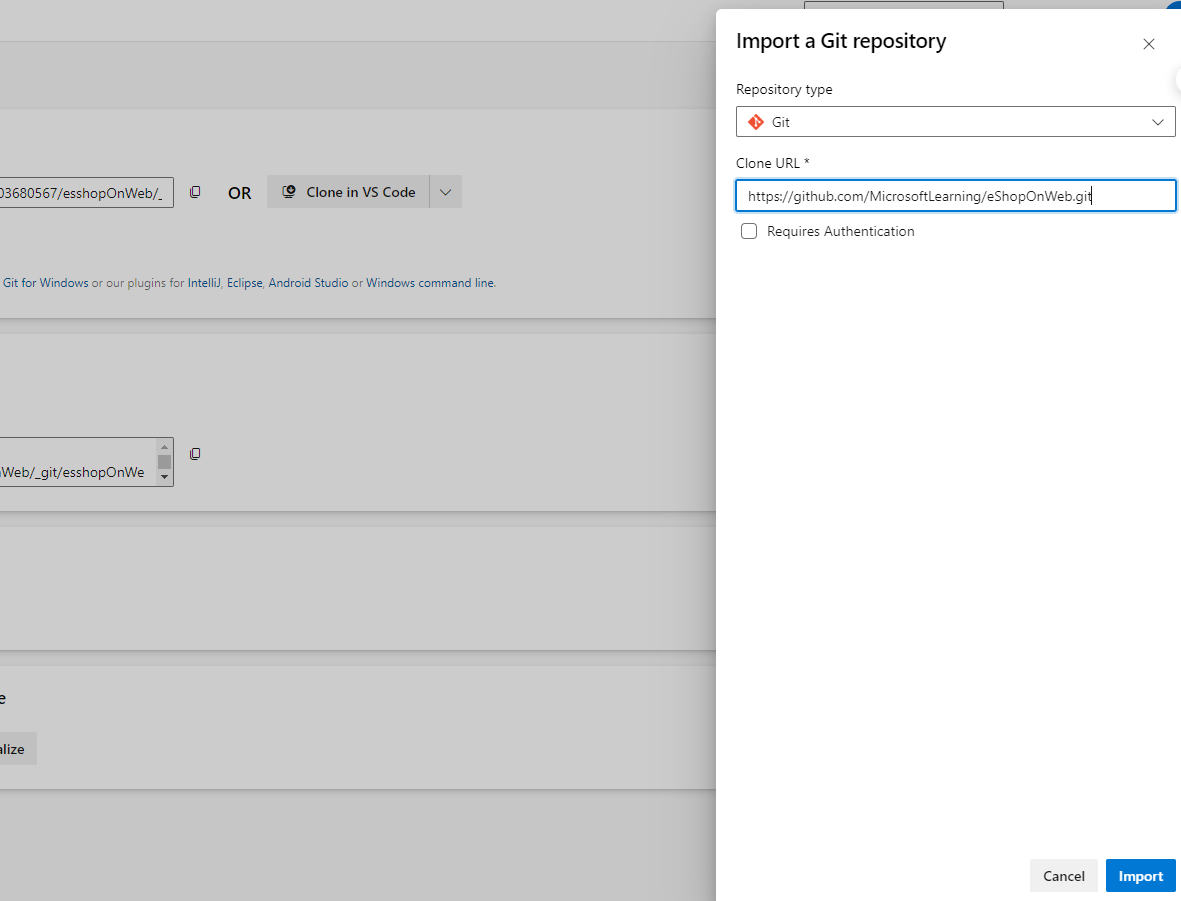 Import a Git repository
Repository type
Git
Clone URL *
https://github.com/MicrosoftLearning/eShopOnWeb.git
Requires Authentication
03680567/esshopOnWeb/_
OR
Clone in VS Code
Git for Windows or our plugins for IntelliJ, Eclipse, Android Studio or Windows command line.
Web/_git/esshopOnWe
e
alize
Cancel
Import